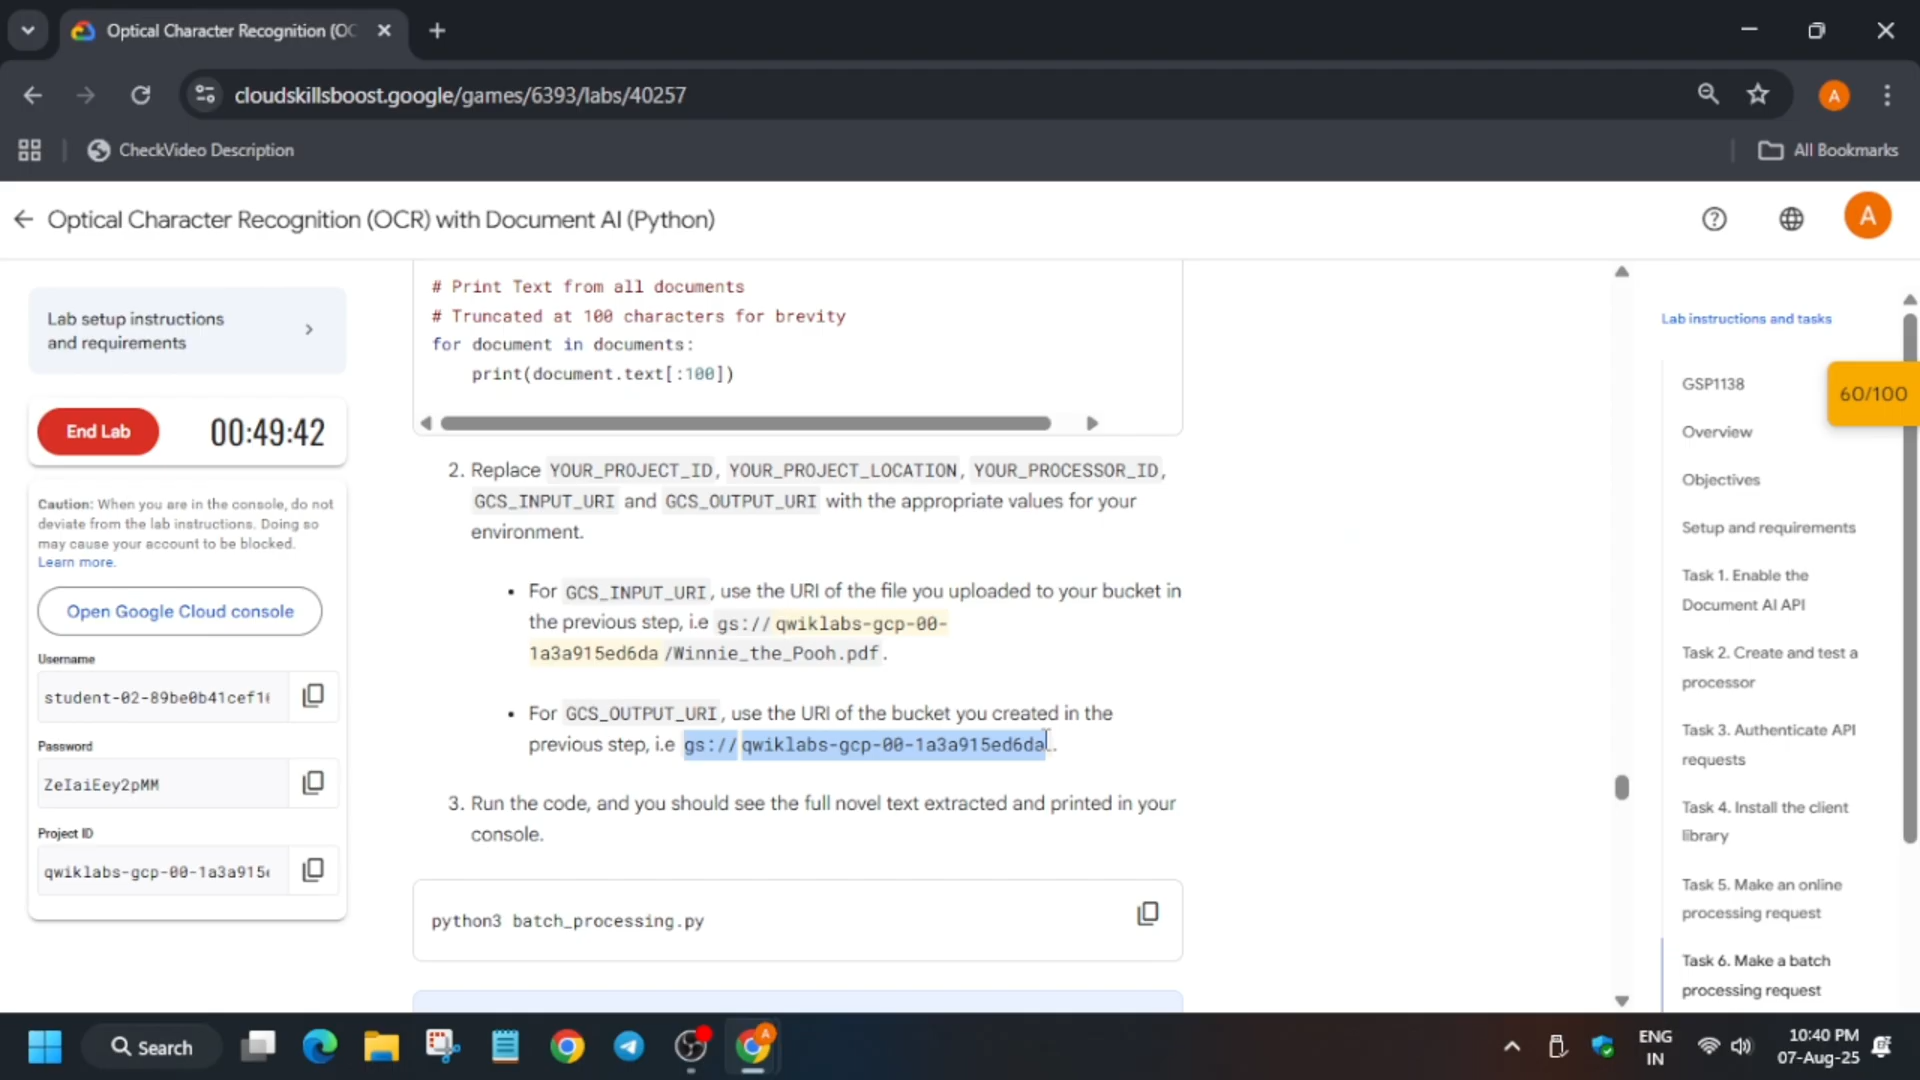 Optical Character Recognition (OC
cloudskillsboost.google/games/6393/labs/40257
A
CheckVideo Description
All Bookmarks
Optical Character Recognition (OCR) with Document AI (Python)
A
Lab setup instructions
and requirements
End Lab
00:49:42
Caution: When you are in the console, do not
deviate from the lab instructions. Doing so
may cause your account to be blocked.
Learn more.
Open Google Cloud console
Username
student-02-89be0b41cef1
Password
ZeIaiEey2pMM
Project ID
qwiklabs-gcp-00-1a3a915
# Print Text from all documents
# Truncated at 100 characters for brevity
for document in documents:
print(document.text[:100])
2. Replace YOUR_PROJECT_ID, YOUR_PROJECT_LOCATION, YOUR_PROCESSOR_ID,
GCS_INPUT_URI and GCS_OUTPUT_URI with the appropriate values for your
environment.
• For GCS_INPUT_URI, use the URI of the file you uploaded to your bucket in
the previous step, i.e gs://qwiklabs-gcp-00-
1a3a915ed6da/Winnie_the_Pooh.pdf.
• For GCS_OUTPUT_URI, use the URI of the bucket you created in the
previous step, i.e gs://qwiklabs-gcp-00-1a3a915ed6da.
3. Run the code, and you should see the full novel text extracted and printed in your
console.
python3 batch_processing.py
Lab instructions and tasks
60/100
GSP1138
Overview
Objectives
Setup and requirements
Task 1. Enable the
Document AI API
Task 2. Create and test a
processor
Task 3. Authenticate API
requests
Task 4. Install the client
library
Task 5. Make an online
processing request
Task 6. Make a batch
processing request
Search
A
ENG
IN
10:40 PM
07-Aug-25